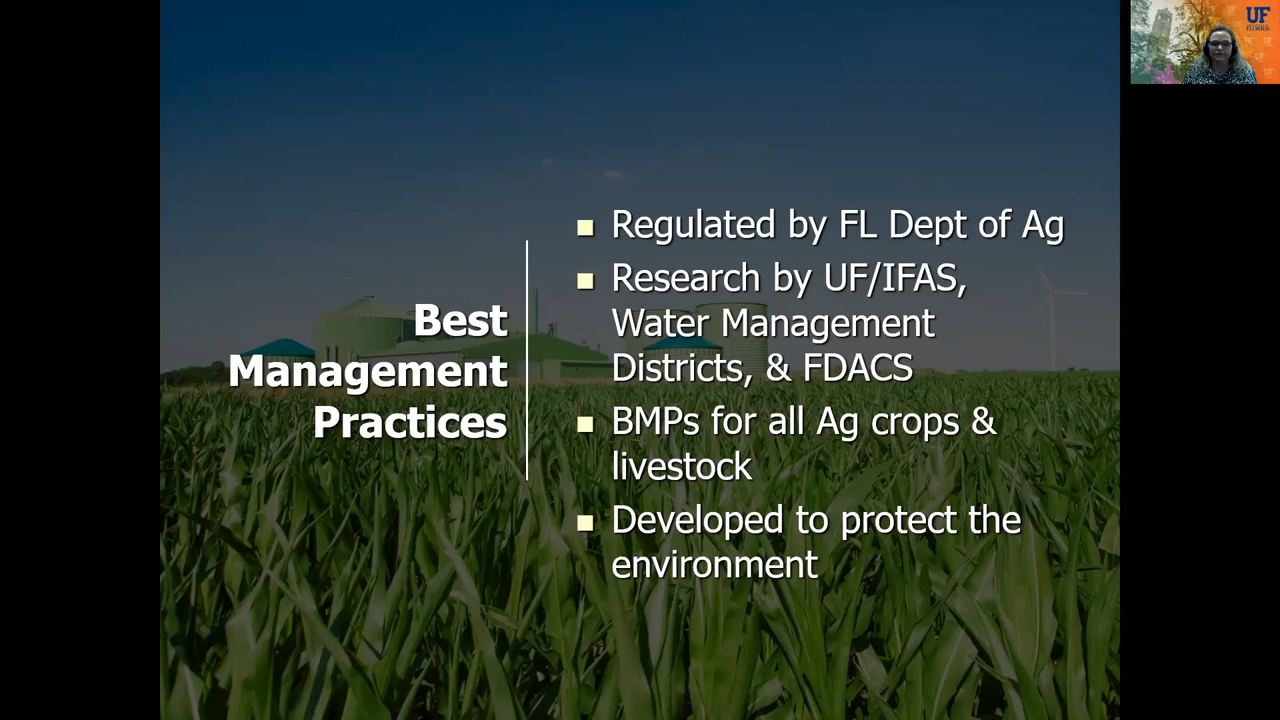 Best
Management
Practices
Regulated by FL Dept of Ag
Research by UF/IFAS,
Water Management
Districts, & FDACS
BMPs for all Ag crops &
livestock
Developed to protect the
environment
UF
FLORIDA